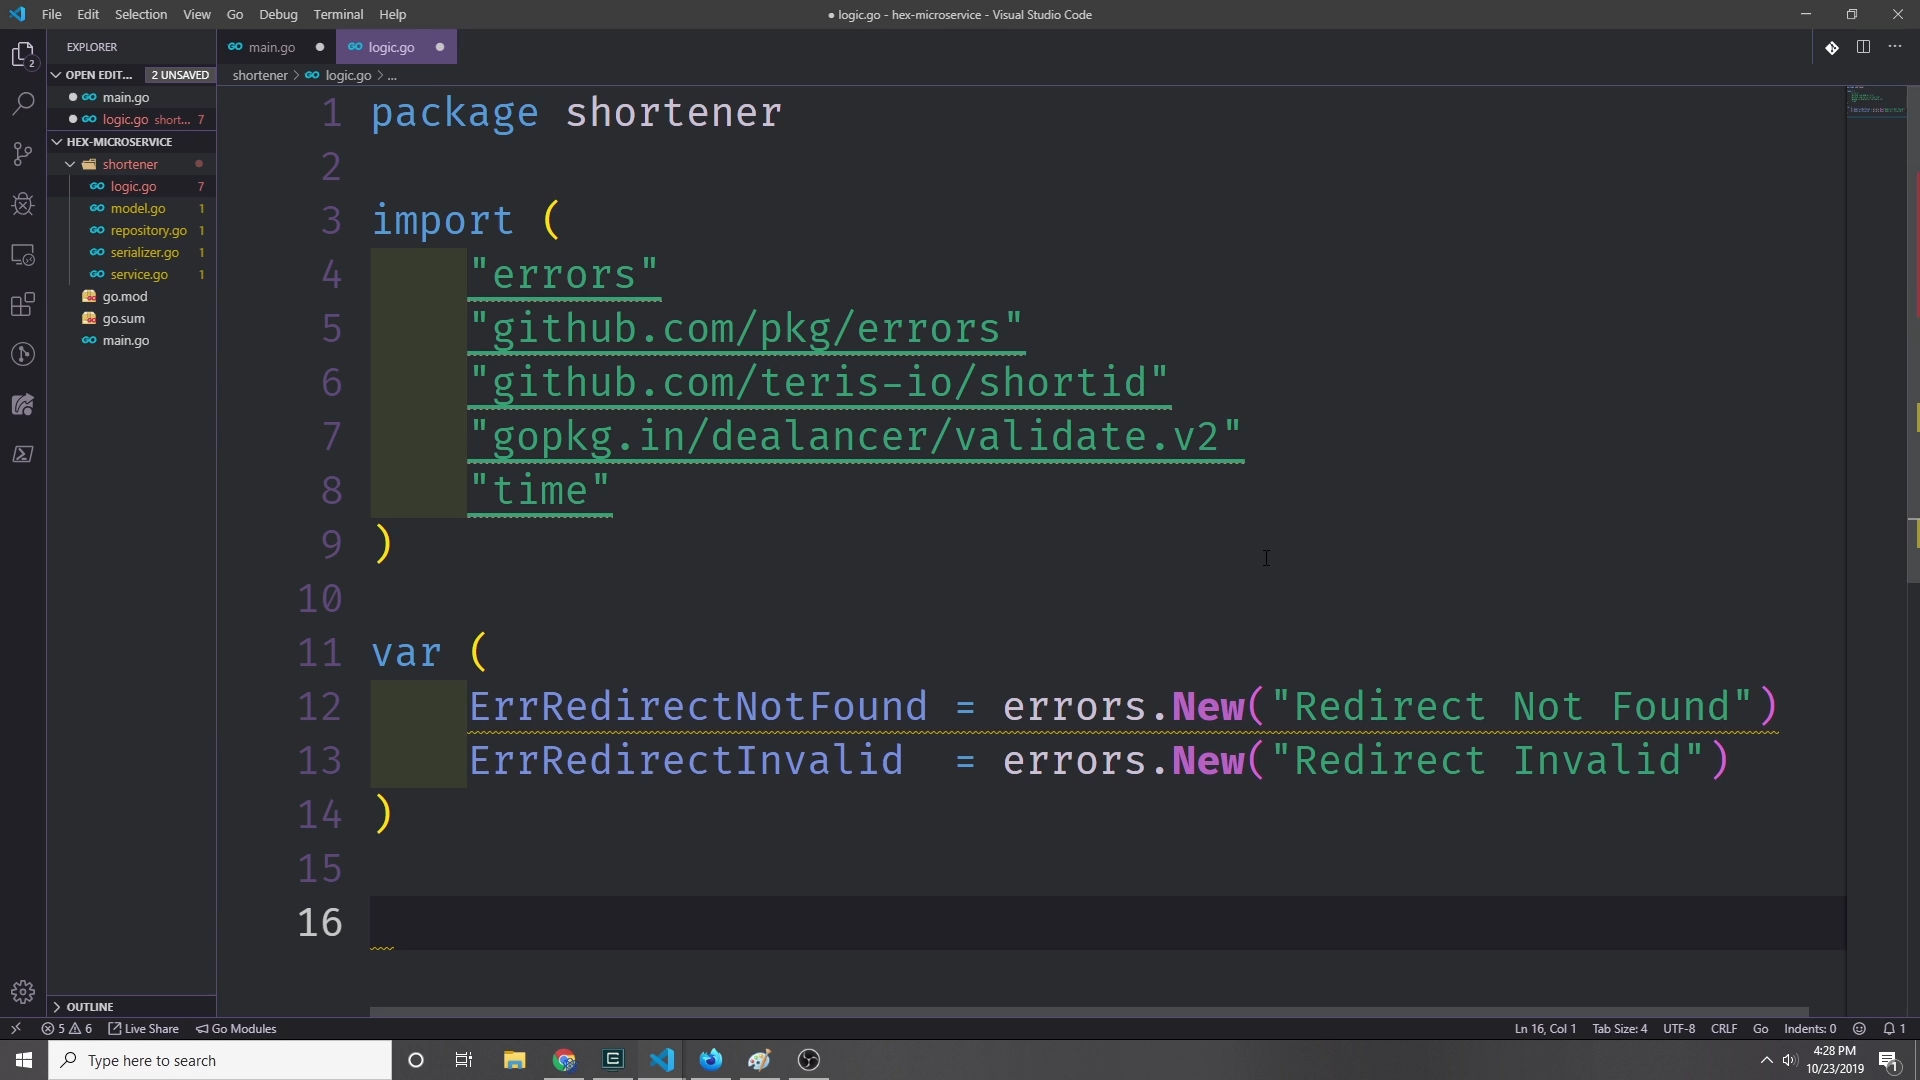 File Edit Selection View Go Debug Terminal Help
● logic.go - hex-microservice - Visual Studio Code
EXPLORER
main.go
logic.go
OPEN EDIT... 2 UNSAVED
shortener > logic.go > ...
main.go
logic.go short... 7
HEX-MICROSERVICE
shortener
logic.go 7
model.go 1
repository.go 1
serializer.go 1
service.go 1
go.mod
go.sum
main.go
OUTLINE
2
1 package shortener
2
3 import (
4 "errors"
5 "github.com/pkg/errors"
6 "github.com/teris-io/shortid"
7 "gopkg.in/dealancer/validate.v2"
8 "time"
9 )
10
11 var (
12 ErrRedirectNotFound = errors.New("Redirect Not Found")
13 ErrRedirectInvalid  = errors.New("Redirect Invalid")
14 )
15
16
5 6 Live Share Go Modules
Ln 16, Col 1 Tab Size: 4 UTF-8 CRLF Go Indents: 0 1
Type here to search
4:28 PM
10/23/2019
1